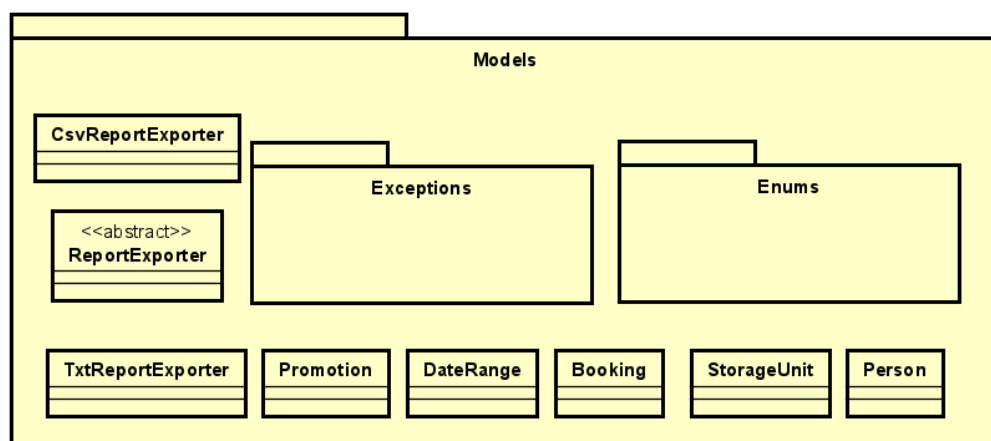 Models
CsvReportExporter
Exceptions
Enums
<<abstract>>
ReportExporter
TxtReportExporter
Promotion
DateRange
Booking
StorageUnit
Person